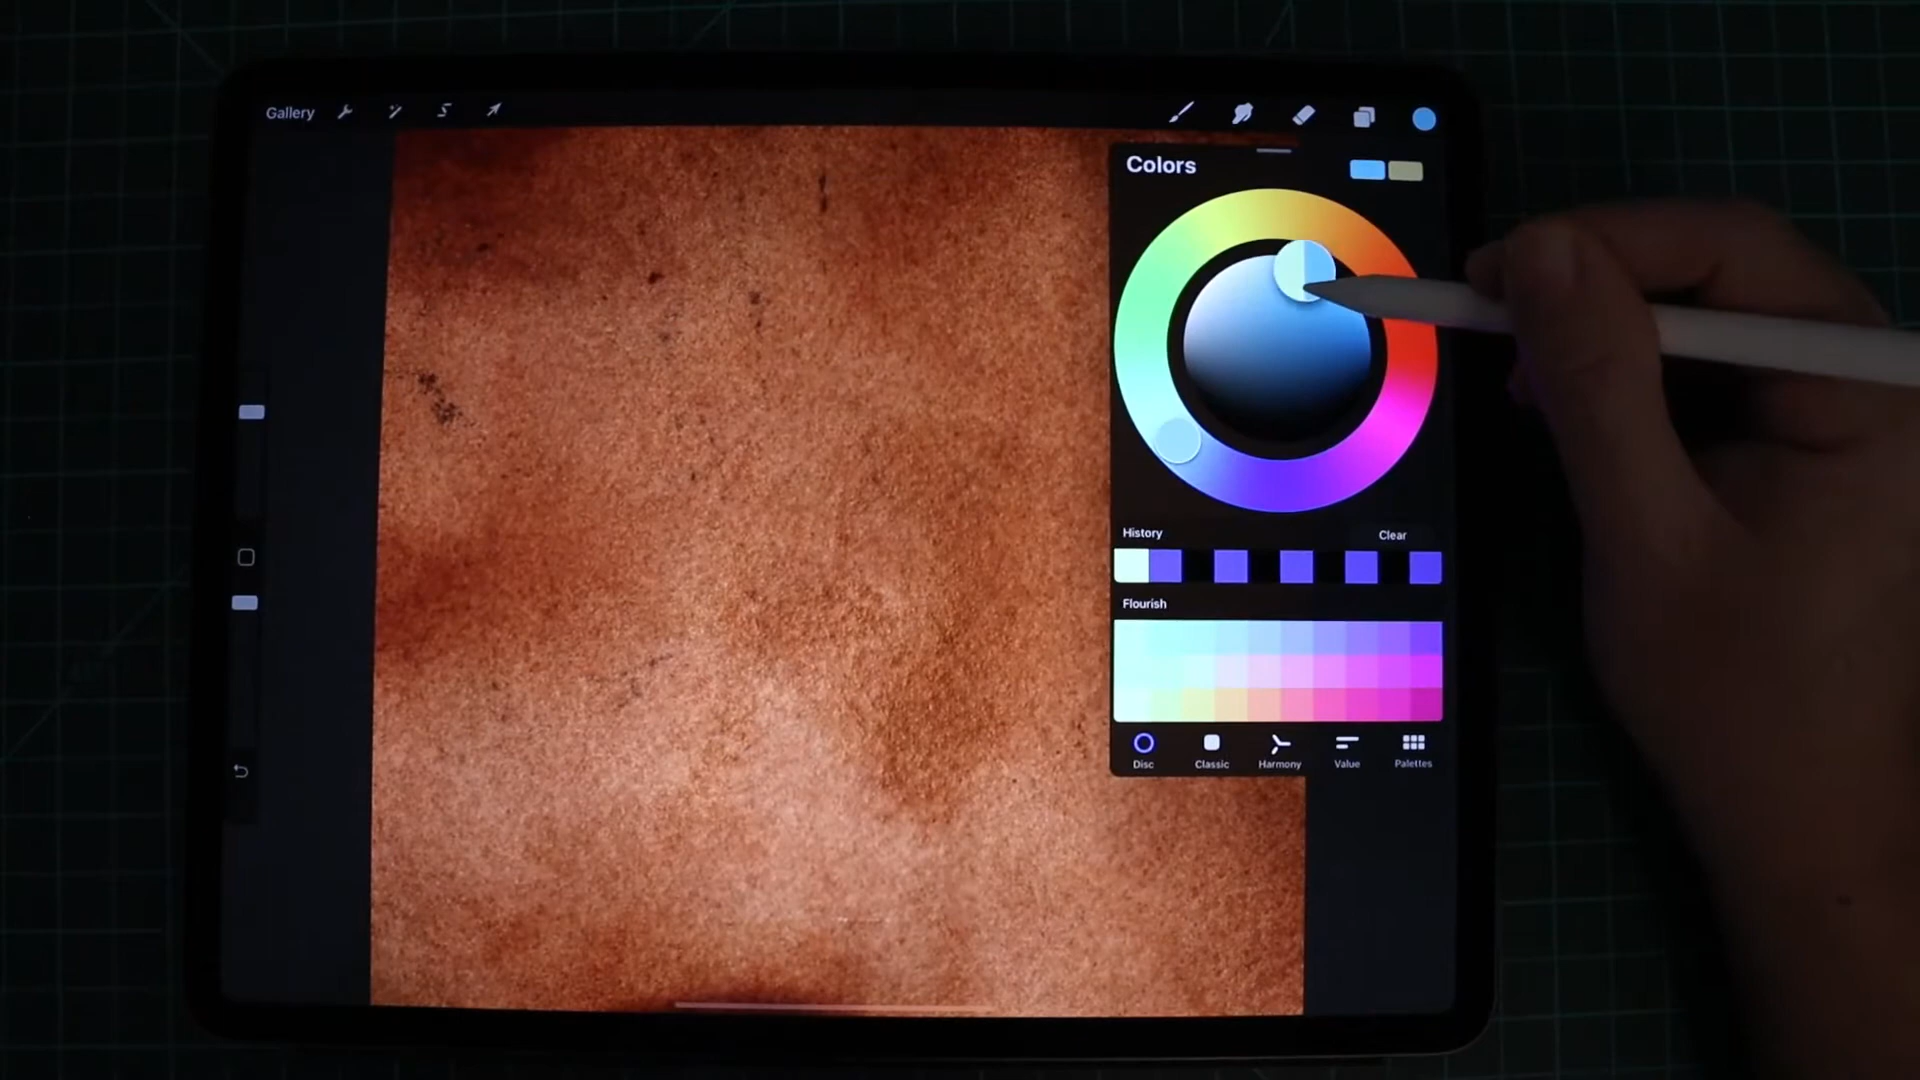 Gallery
Colors
History
Clear
Flourish
Disc
Classic
Harmony
Value
Palettes